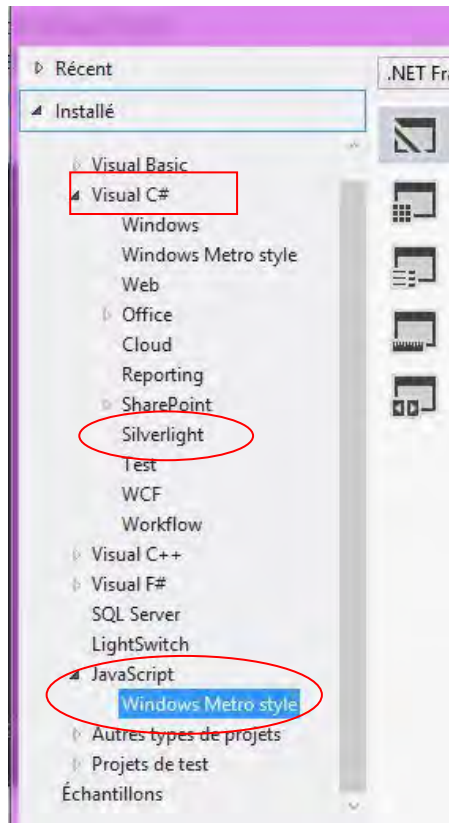 Récent
.NET Fra
Installé
Visual Basic
Visual C#
Windows
Windows Metro style
Web
Office
Cloud
Reporting
SharePoint
Silverlight
Test
WCF
Workflow
Visual C++
Visual F#
SQL Server
LightSwitch
JavaScript
Windows Metro style
Autres types de projets
Projets de test
Échantillons